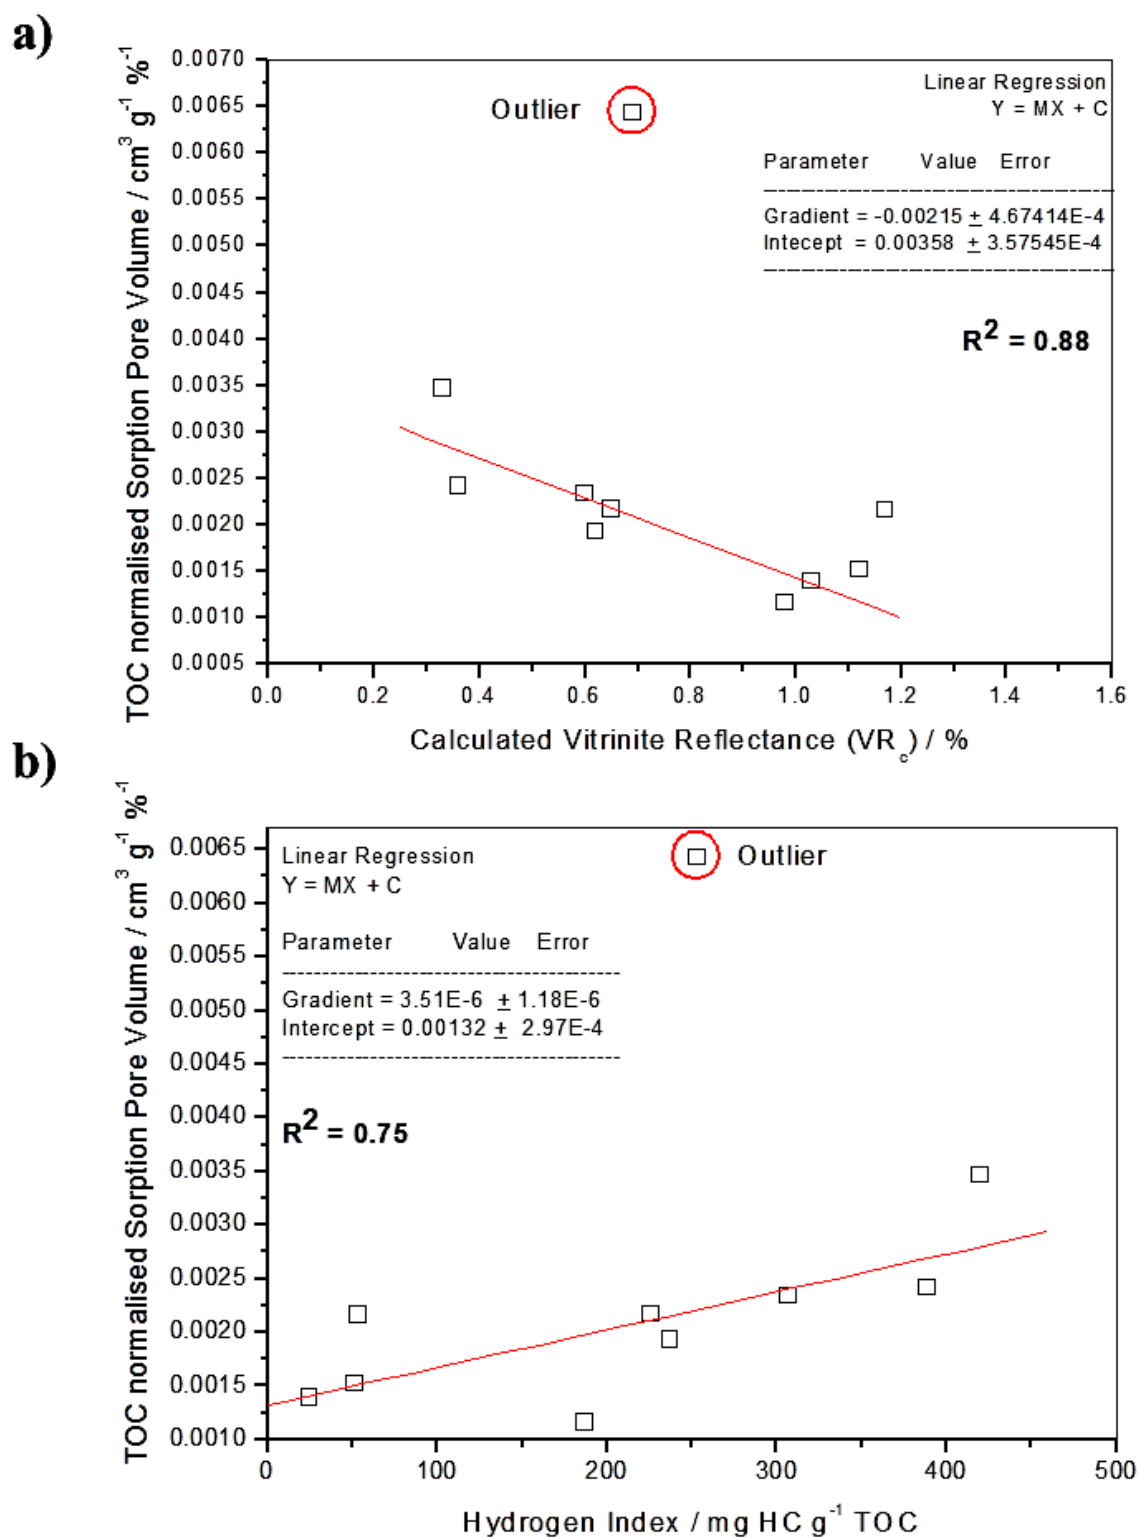 a)
TOC normalised Sorption Pore Volume / cm³ g⁻¹ %⁻¹
0.0070
0.0065
0.0060
0.0055
0.0050
0.0045
0.0040
0.0035
0.0030
0.0025
0.0020
0.0015
0.0010
0.0005
Outlier
Linear Regression
Y = MX + C
Parameter Value Error
Gradient = -0.00215 ± 4.67414E-4
Intecept = 0.00358 ± 3.57545E-4
R² = 0.88
0.0 0.2 0.4 0.6 0.8 1.0 1.2 1.4 1.6
Calculated Vitrinite Reflectance (VR_c) / %
b)
TOC normalised Sorption Pore Volume / cm³ g⁻¹ %⁻¹
0.0065
0.0060
0.0055
0.0050
0.0045
0.0040
0.0035
0.0030
0.0025
0.0020
0.0015
0.0010
Outlier
Linear Regression
Y = MX + C
Parameter Value Error
Gradient = 3.51E-6 ± 1.18E-6
Intercept = 0.00132 ± 2.97E-4
R² = 0.75
0 100 200 300 400 500
Hydrogen Index / mg HC g⁻¹ TOC